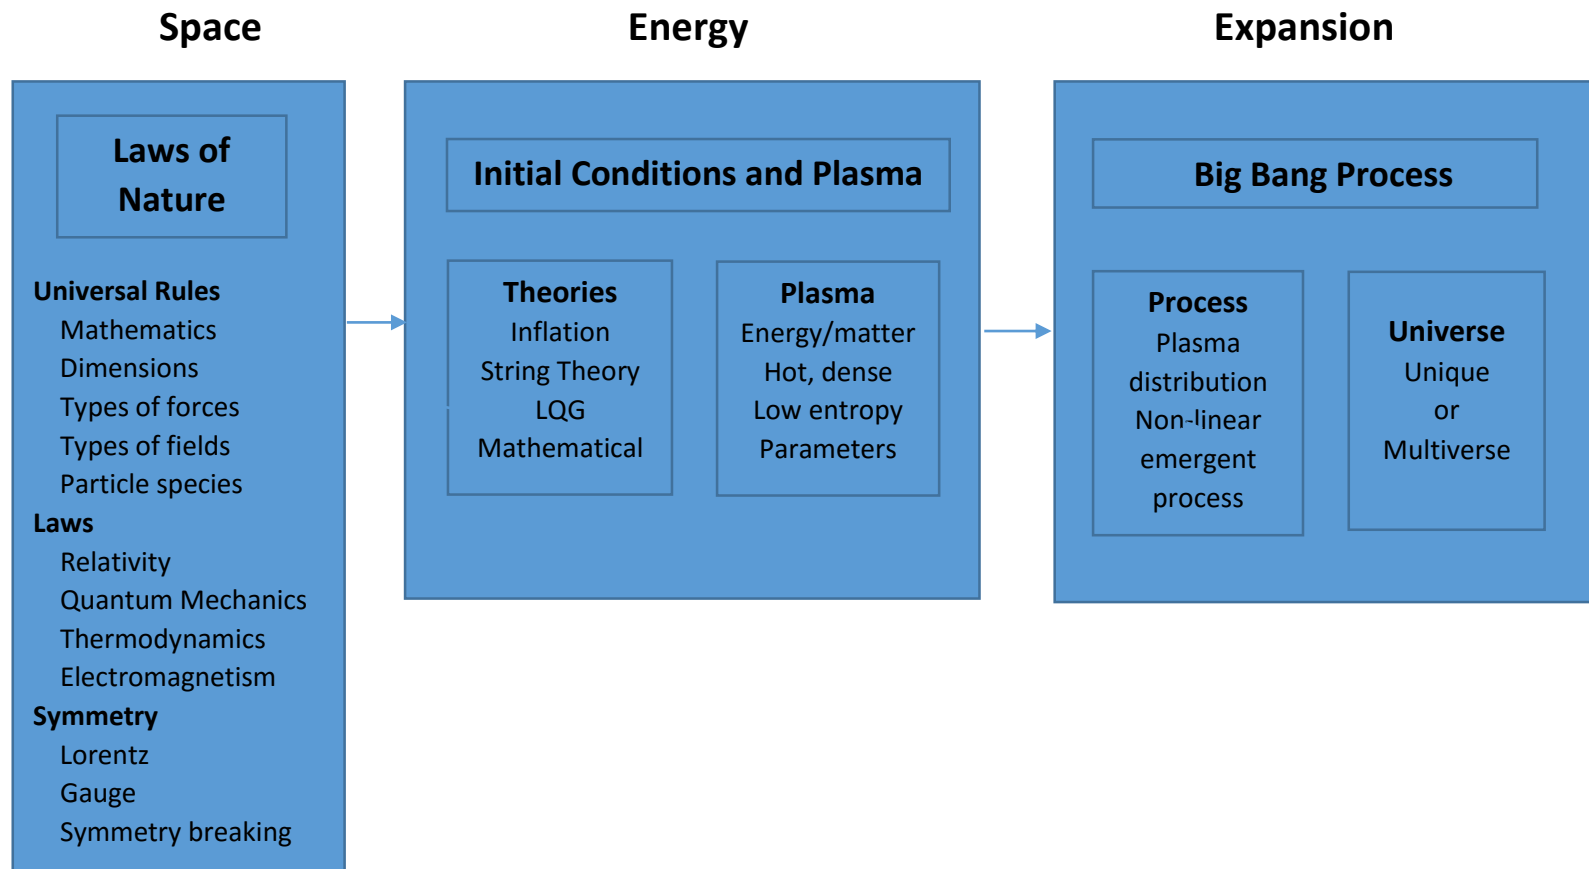 Space
Energy
Expansion
Laws of
Nature
Universal Rules
Mathematics
Dimensions
Types of forces
Types of fields
Particle species
Laws
Relativity
Quantum Mechanics
Thermodynamics
Electromagnetism
Symmetry
Lorentz
Gauge
Symmetry breaking
Initial Conditions and Plasma
Theories
Inflation
String Theory
LQG
Mathematical
Plasma
Energy/matter
Hot, dense
Low entropy
Parameters
Big Bang Process
Process
Plasma
distribution
Non-linear
emergent
process
Universe
Unique
or
Multiverse